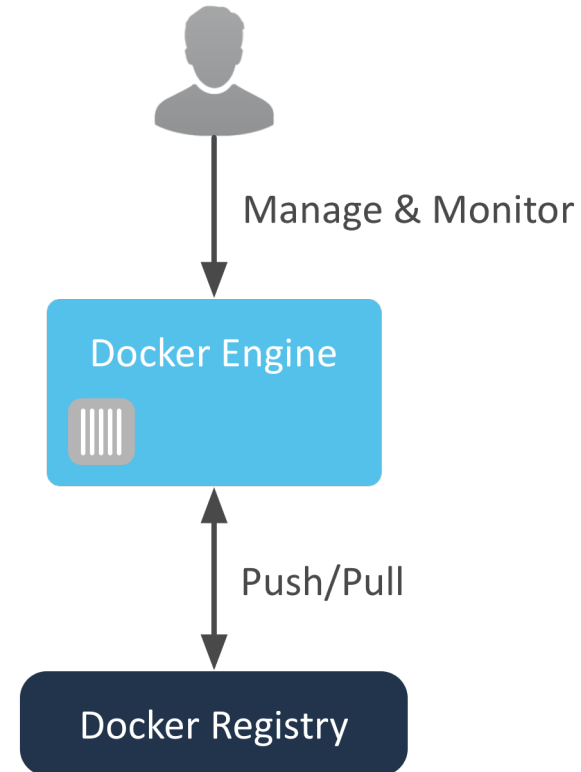 Manage & Monitor
Docker Engine
Push/Pull
Docker Registry